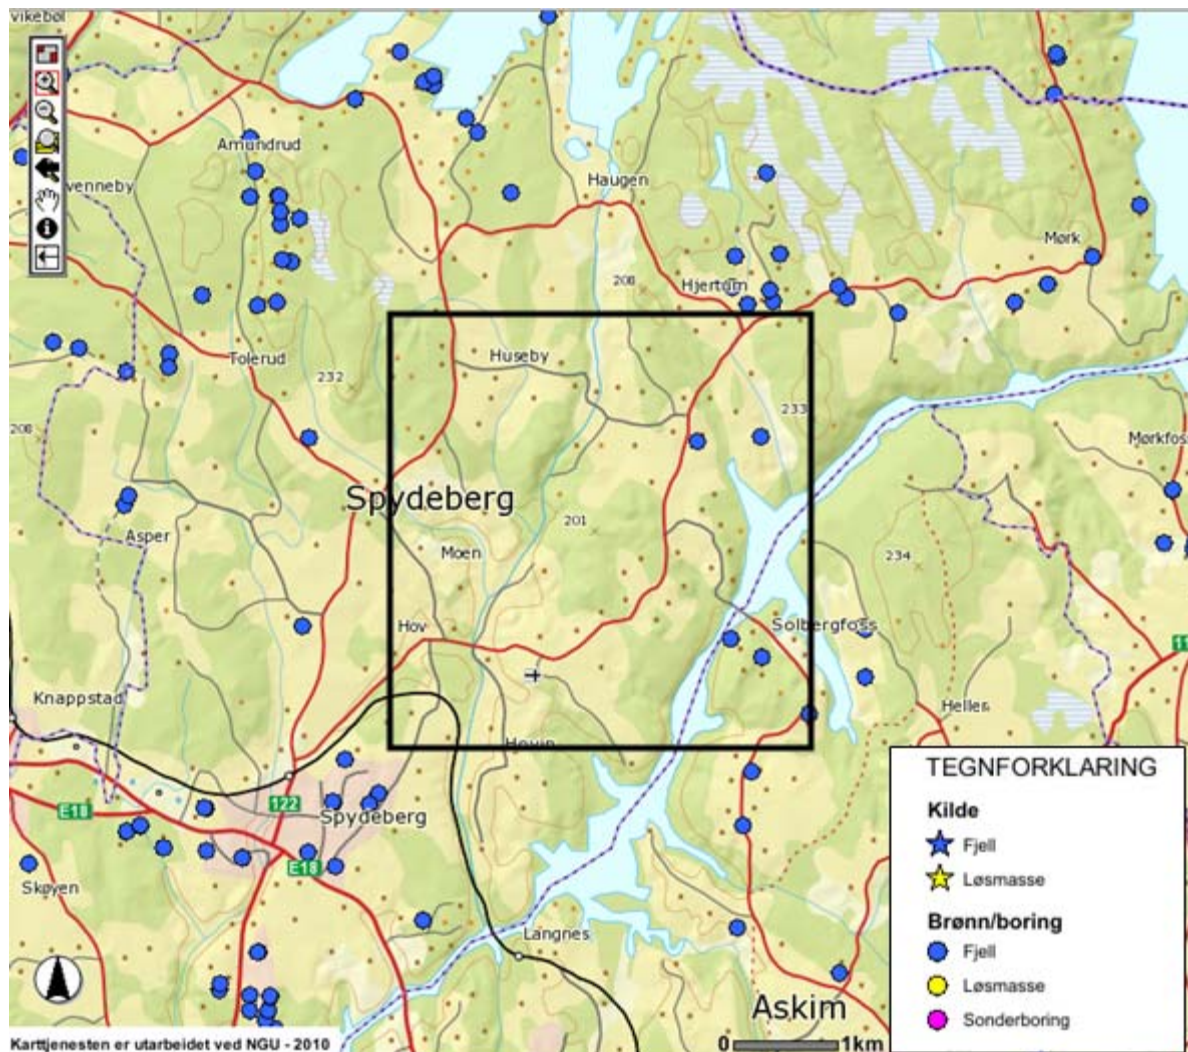 vikebøl
Amundrud
venneby
Haugen
Mørk
208
Hjertum
Huseby
Tolerud
232
233
208
Mørkfos
Spydeberg
201
Asper
Moen
234
Hov
Solbergfoss
11
Knappstad
Heller
Hovin
E18
122
Spydeberg
E18
Skøyen
Langnes
Askim
0 1km
Karttjenesten er utarbeidet ved NGU - 2010
TEGNFORKLARING
Kilde
Fjell
Løsmasse
Brønn/boring
Fjell
Løsmasse
Sonderboring